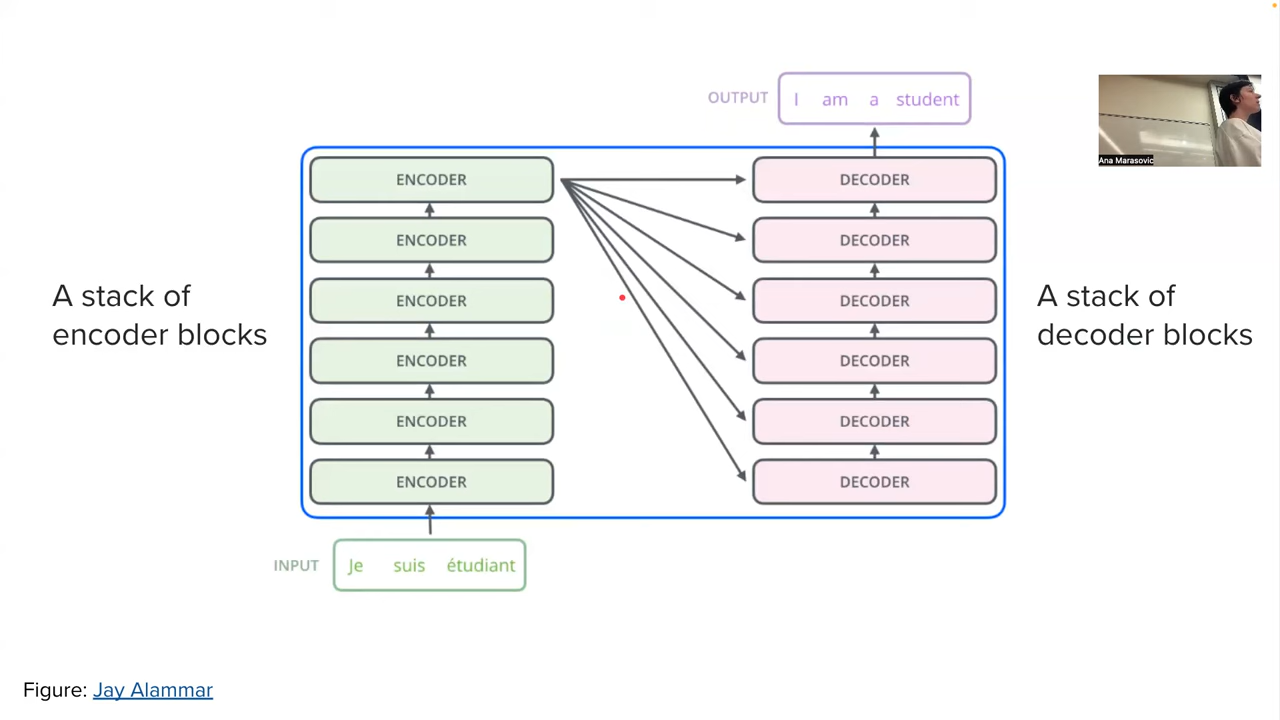 OUTPUT
I am a student
Ana Marasovic
ENCODER
DECODER
ENCODER
DECODER
A stack of
encoder blocks
ENCODER
DECODER
A stack of
decoder blocks
ENCODER
DECODER
ENCODER
DECODER
ENCODER
DECODER
INPUT
Je suis étudiant
Figure: Jay Alammar